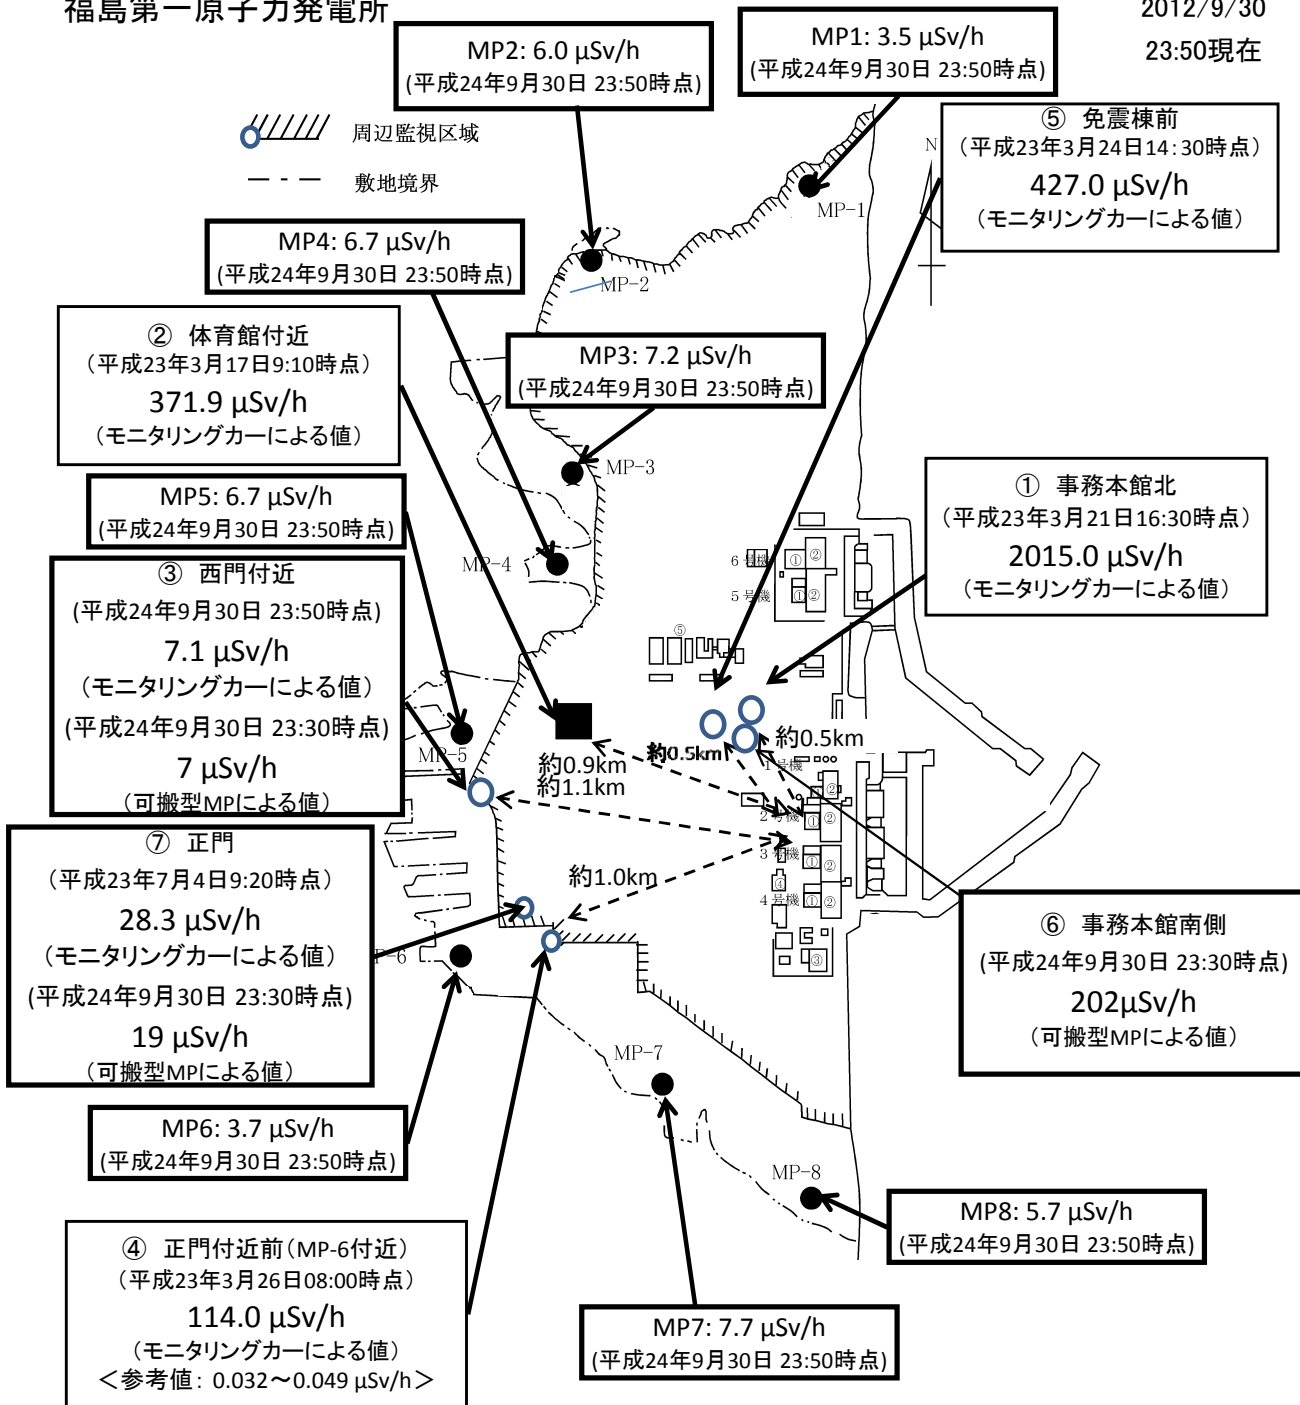 福島第一原子力発電所
2012/9/30
23:50現在
MP2: 6.0 μSv/h
(平成24年9月30日 23:50時点)
MP1: 3.5 μSv/h
(平成24年9月30日 23:50時点)
周辺監視区域
敷地境界
⑤ 免震棟前
(平成23年3月24日14:30時点)
427.0 μSv/h
(モニタリングカーによる値)
N
MP-1
MP4: 6.7 μSv/h
(平成24年9月30日 23:50時点)
MP-2
② 体育館付近
(平成23年3月17日9:10時点)
371.9 μSv/h
(モニタリングカーによる値)
MP3: 7.2 μSv/h
(平成24年9月30日 23:50時点)
MP-3
MP5: 6.7 μSv/h
(平成24年9月30日 23:50時点)
① 事務本館北
(平成23年3月21日16:30時点)
2015.0 μSv/h
(モニタリングカーによる値)
MP-4
6号機
① ②
5号機
① ②
③ 西門付近
(平成24年9月30日 23:50時点)
7.1 μSv/h
(モニタリングカーによる値)
(平成24年9月30日 23:30時点)
7 μSv/h
(可搬型MPによる値)
⑤
MP-5
約0.9km
約1.1km
約0.5km
約0.5km
1号機
②
2号機
① ②
3号機
① ②
④
4号機
① ②
③
約1.0km
⑦ 正門
(平成23年7月4日9:20時点)
28.3 μSv/h
(モニタリングカーによる値)
(平成24年9月30日 23:30時点)
19 μSv/h
(可搬型MPによる値)
P-6
⑥ 事務本館南側
(平成24年9月30日 23:30時点)
202μSv/h
(可搬型MPによる値)
MP-7
MP6: 3.7 μSv/h
(平成24年9月30日 23:50時点)
MP-8
MP8: 5.7 μSv/h
(平成24年9月30日 23:50時点)
④ 正門付近前(MP-6付近)
(平成23年3月26日08:00時点)
114.0 μSv/h
(モニタリングカーによる値)
＜参考値: 0.032～0.049 μSv/h＞
MP7: 7.7 μSv/h
(平成24年9月30日 23:50時点)